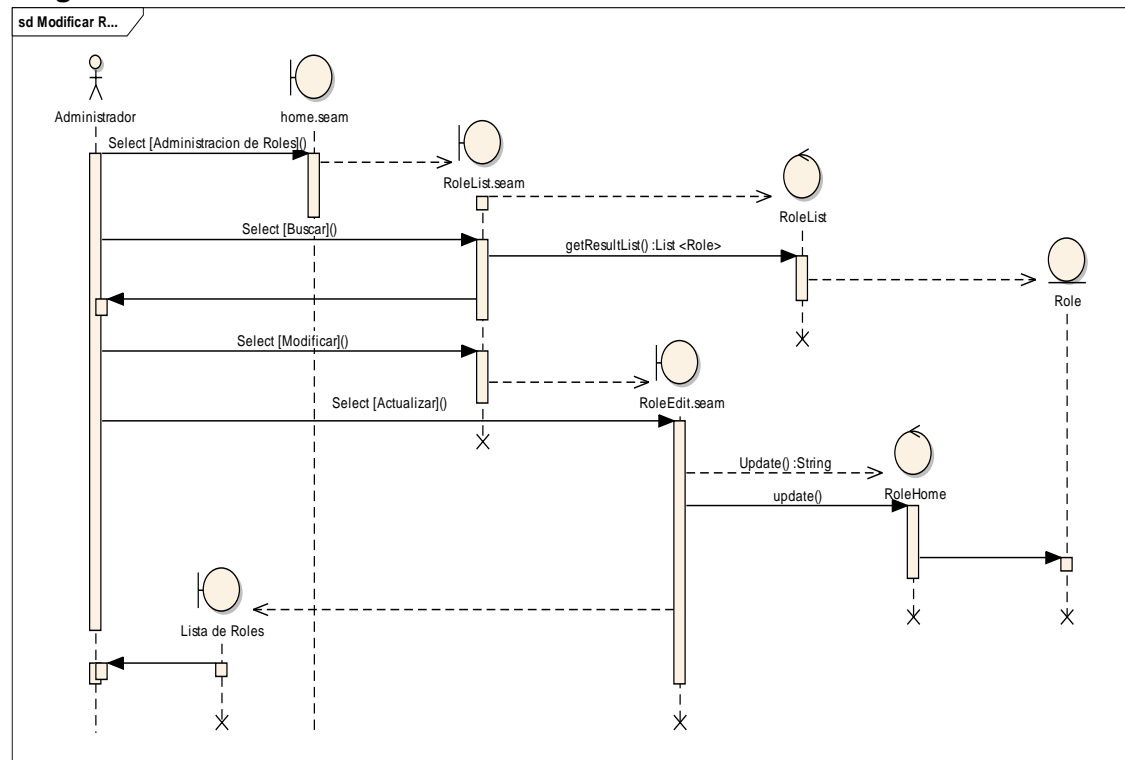 sd Modificar R...
Administrador
home.seam
Select [Administracion de Roles]()
RoleList.seam
RoleList
Select [Buscar]()
getResultList() :List <Role>
Role
Select [Modificar]()
RoleEdit.seam
Select [Actualizar]()
Update() :String
RoleHome
update()
Lista de Roles